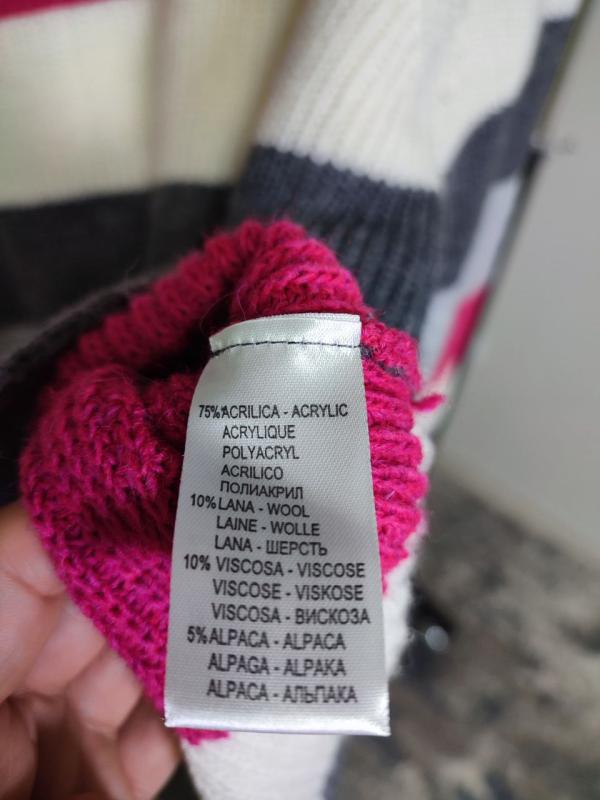 75% ACRILICA - ACRYLIC
ACRYLIQUE
POLYACRYL
ACRILICO
ПОЛИАКРИЛ
10% LANA - WOOL
LAINE - WOLLE
LANA - ШЕРСТЬ
10% VISCOSA - VISCOSE
VISCOSE - VISKOSE
VISCOSA - ВИСКОЗА
5% ALPACA - ALPACA
ALPAGA - ALPAKA
ALPACA - АЛЬПАКА